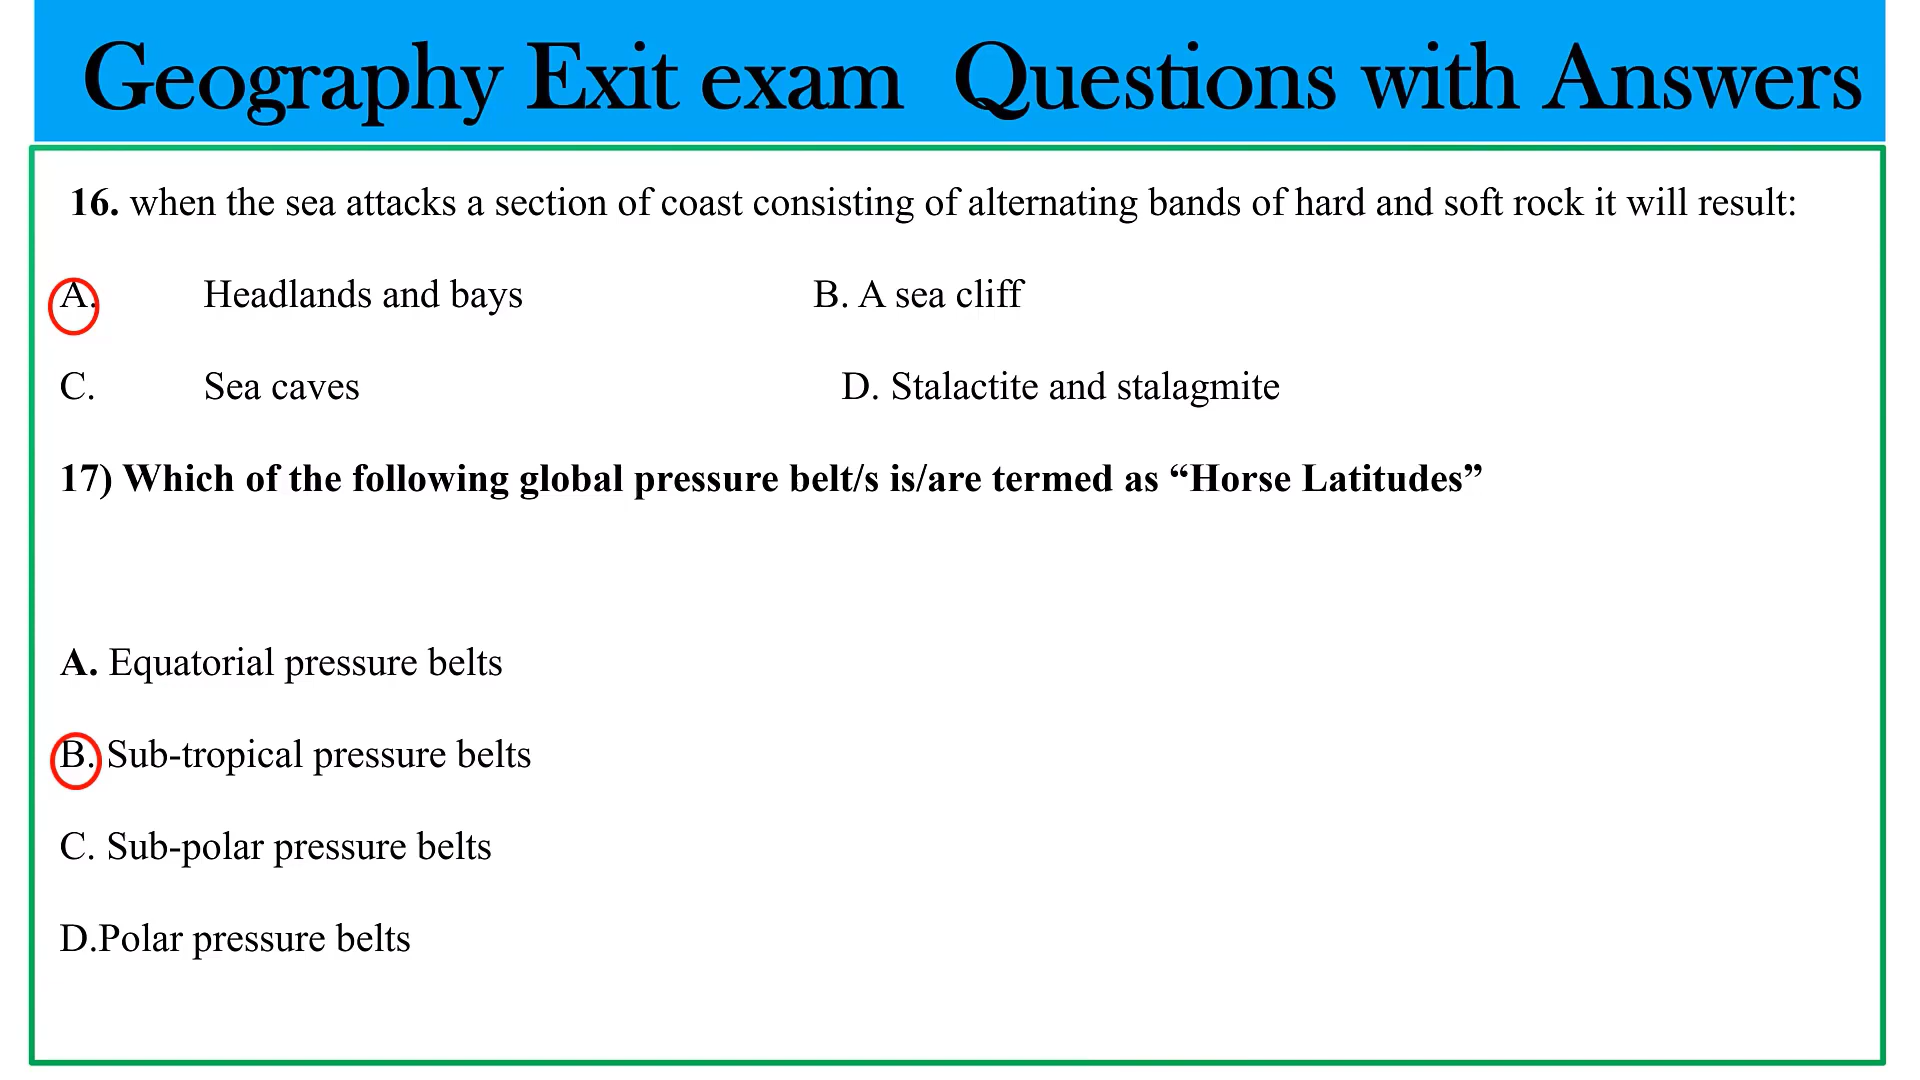 Geography Exit exam Questions with Answers
16. when the sea attacks a section of coast consisting of alternating bands of hard and soft rock it will result:
A. Headlands and bays B. A sea cliff
C. Sea caves D. Stalactite and stalagmite
17) Which of the following global pressure belt/s is/are termed as “Horse Latitudes”
A. Equatorial pressure belts
B. Sub-tropical pressure belts
C. Sub-polar pressure belts
D.Polar pressure belts